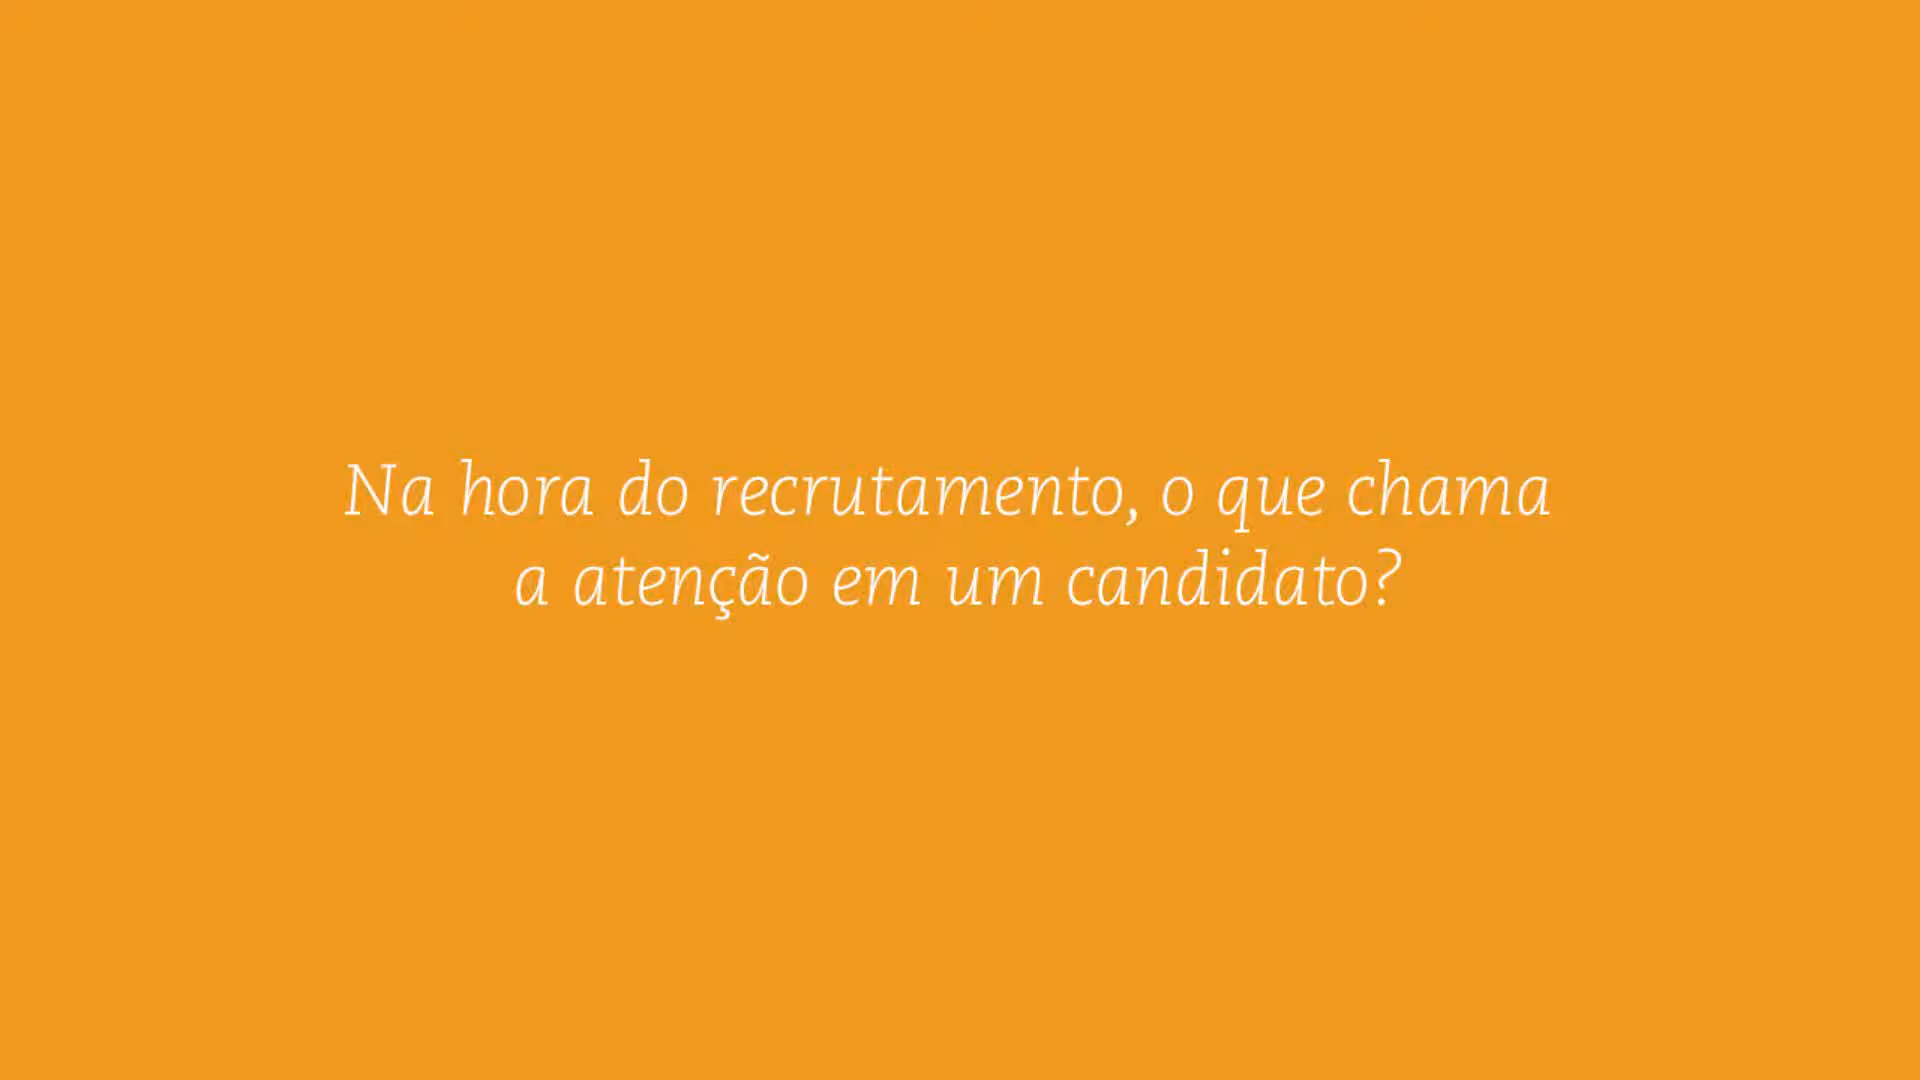 Na hora do recrutamento, o que chama
a atenção em um candidato?